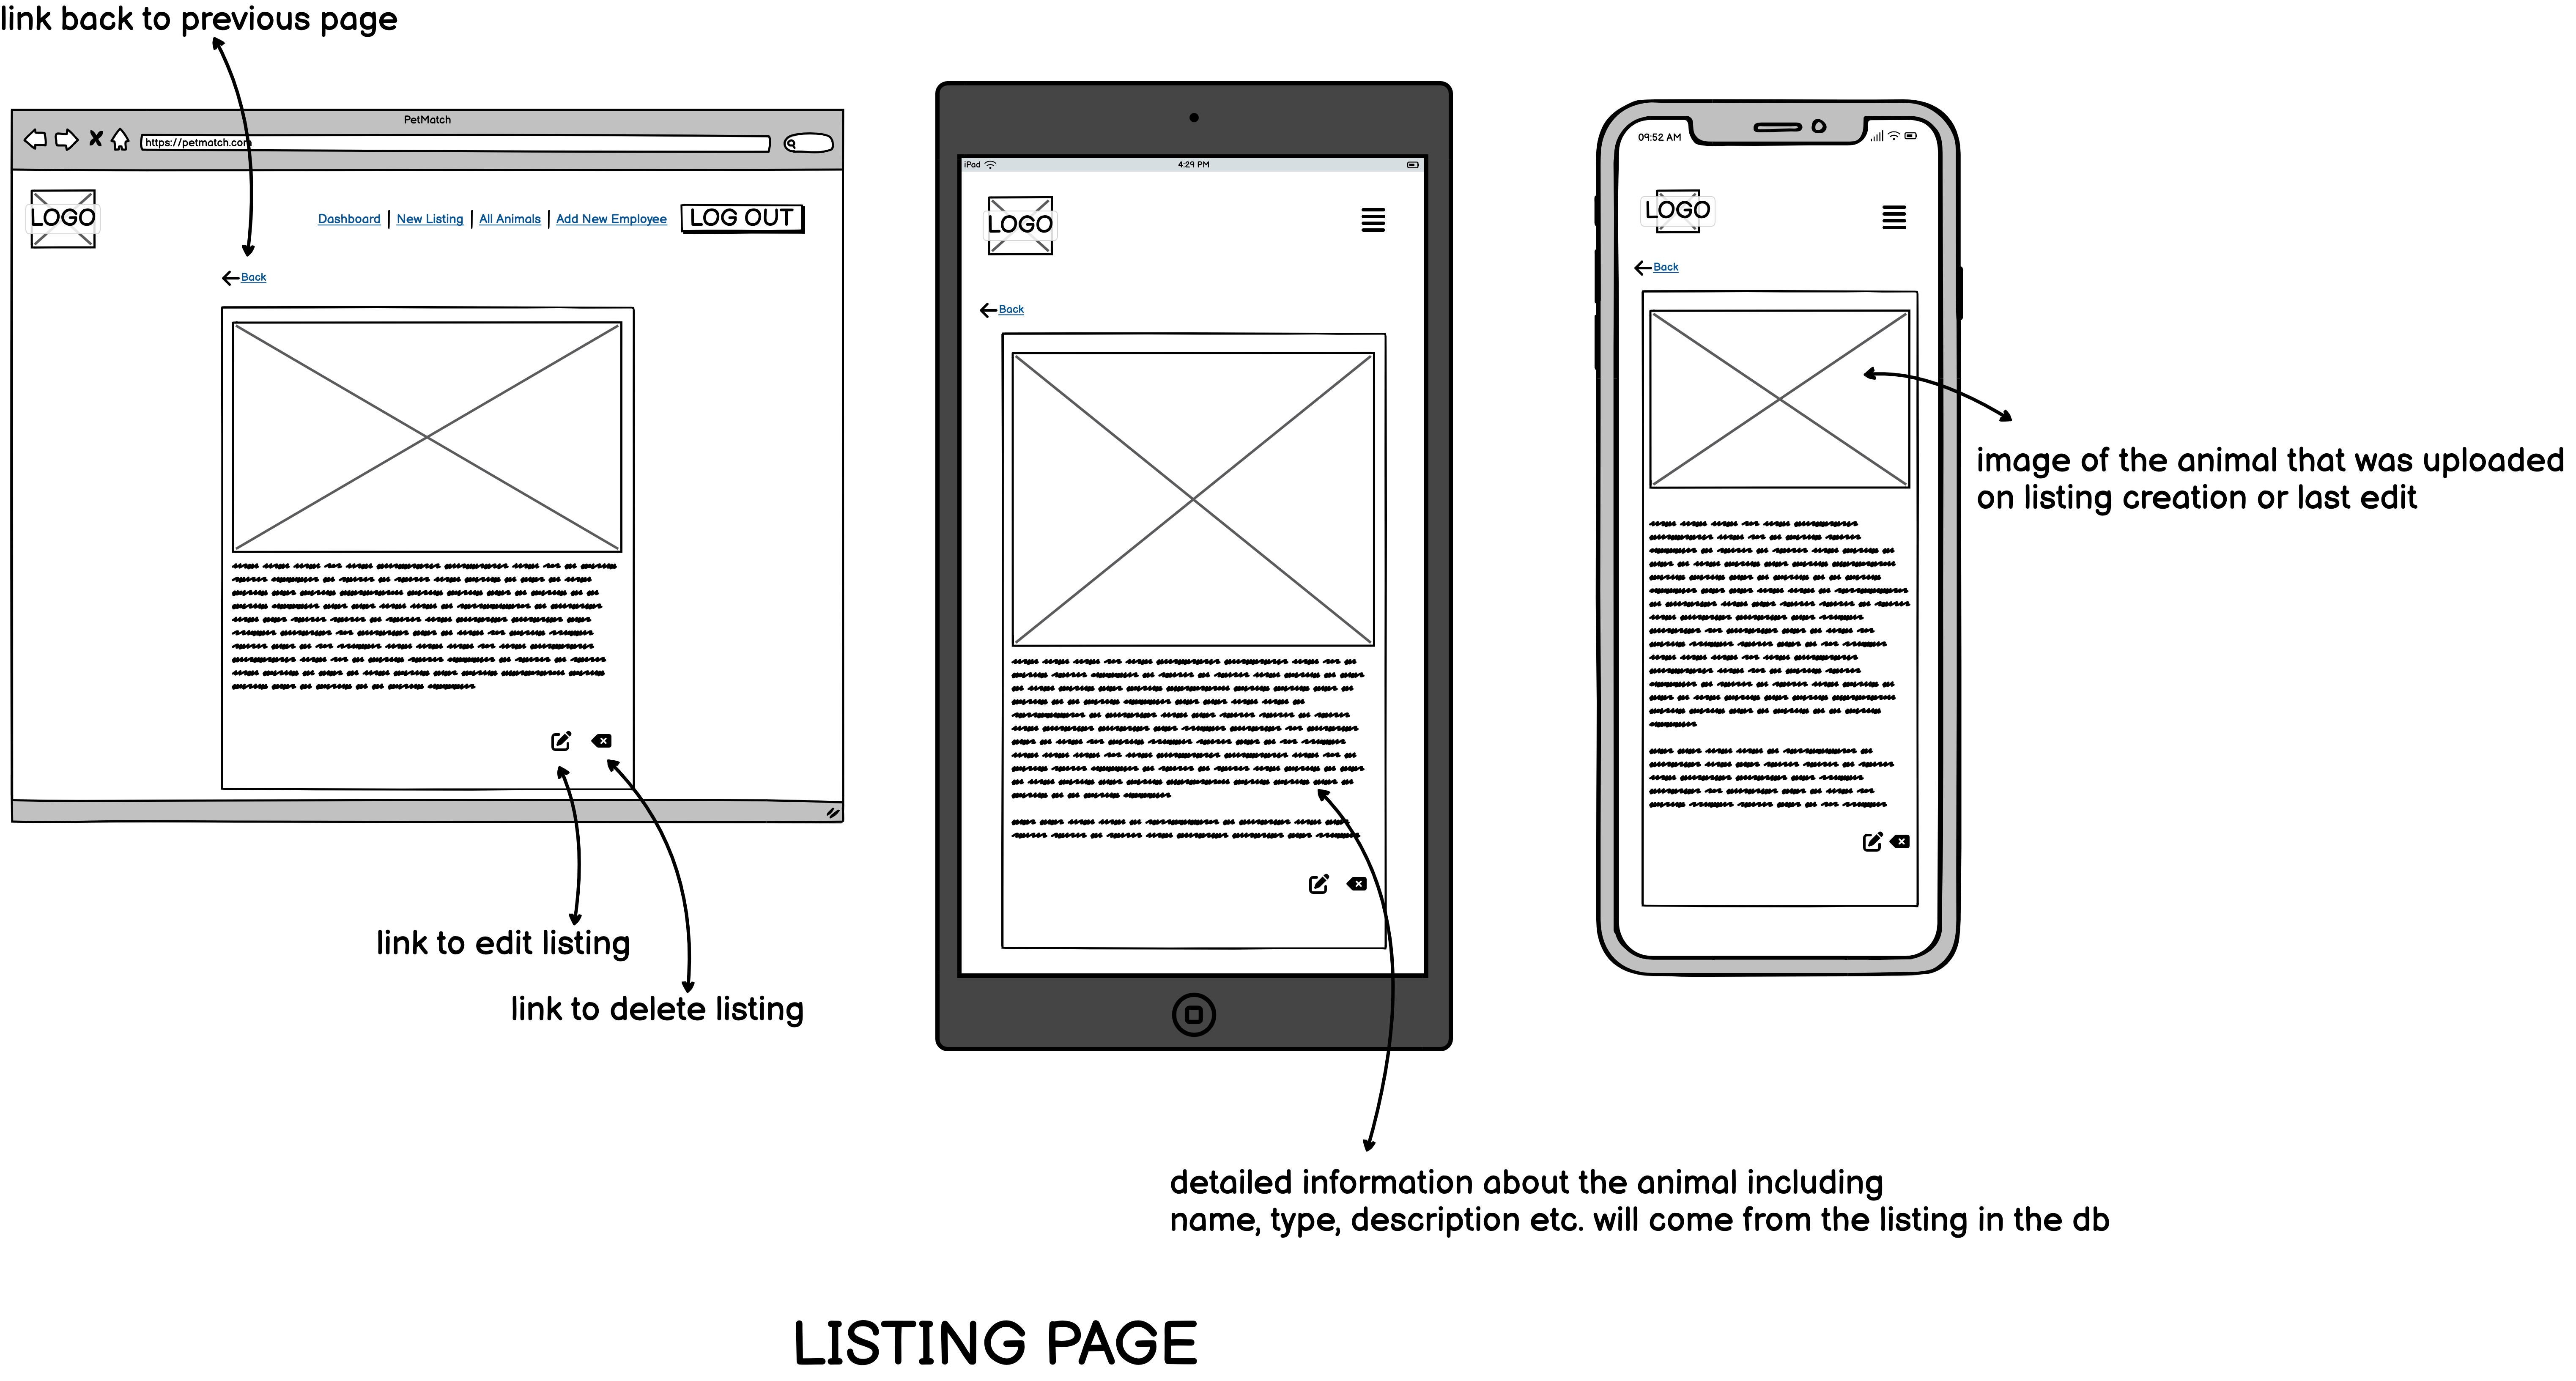 link back to previous page
PetMatch
https://petmatch.com
LOGO
Dashboard
New Listing
All Animals
Add New Employee
LOG OUT
Back
link to edit listing
link to delete listing
iPad
4:29 PM
LOGO
Back
detailed information about the animal including
name, type, description etc. will come from the listing in the db
09:52 AM
LOGO
Back
image of the animal that was uploaded
on listing creation or last edit
LISTING PAGE